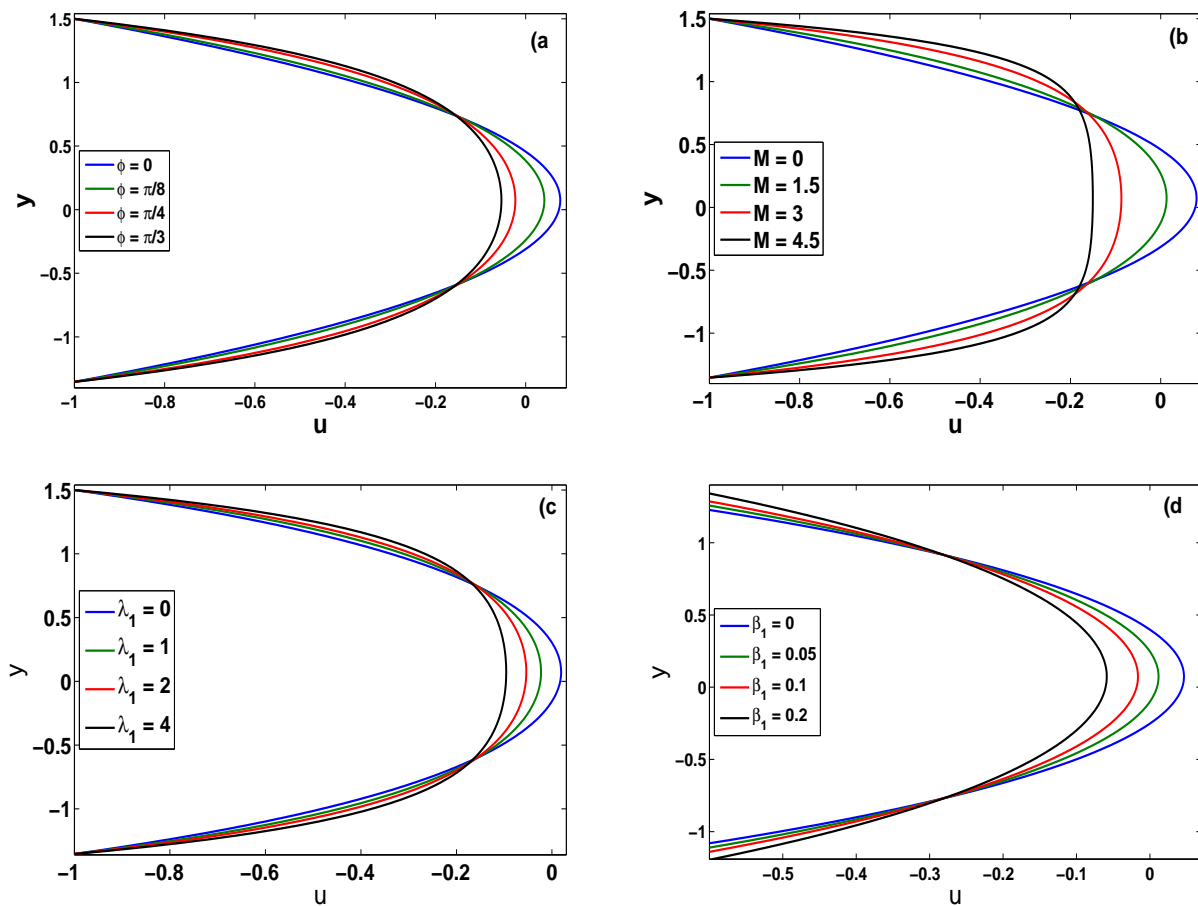 (a
1.5
1
0.5
0
−0.5
−1
y
ϕ = 0
ϕ = π/8
ϕ = π/4
ϕ = π/3
−1 −0.8 −0.6 −0.4 −0.2 0
u
(b
1.5
1
0.5
0
−0.5
−1
y
M = 0
M = 1.5
M = 3
M = 4.5
−1 −0.8 −0.6 −0.4 −0.2 0
u
(c
1.5
1
0.5
0
−0.5
−1
y
λ₁ = 0
λ₁ = 1
λ₁ = 2
λ₁ = 4
−1 −0.8 −0.6 −0.4 −0.2 0
u
(d
1
0.5
0
−0.5
−1
y
β₁ = 0
β₁ = 0.05
β₁ = 0.1
β₁ = 0.2
−0.5 −0.4 −0.3 −0.2 −0.1 0
u